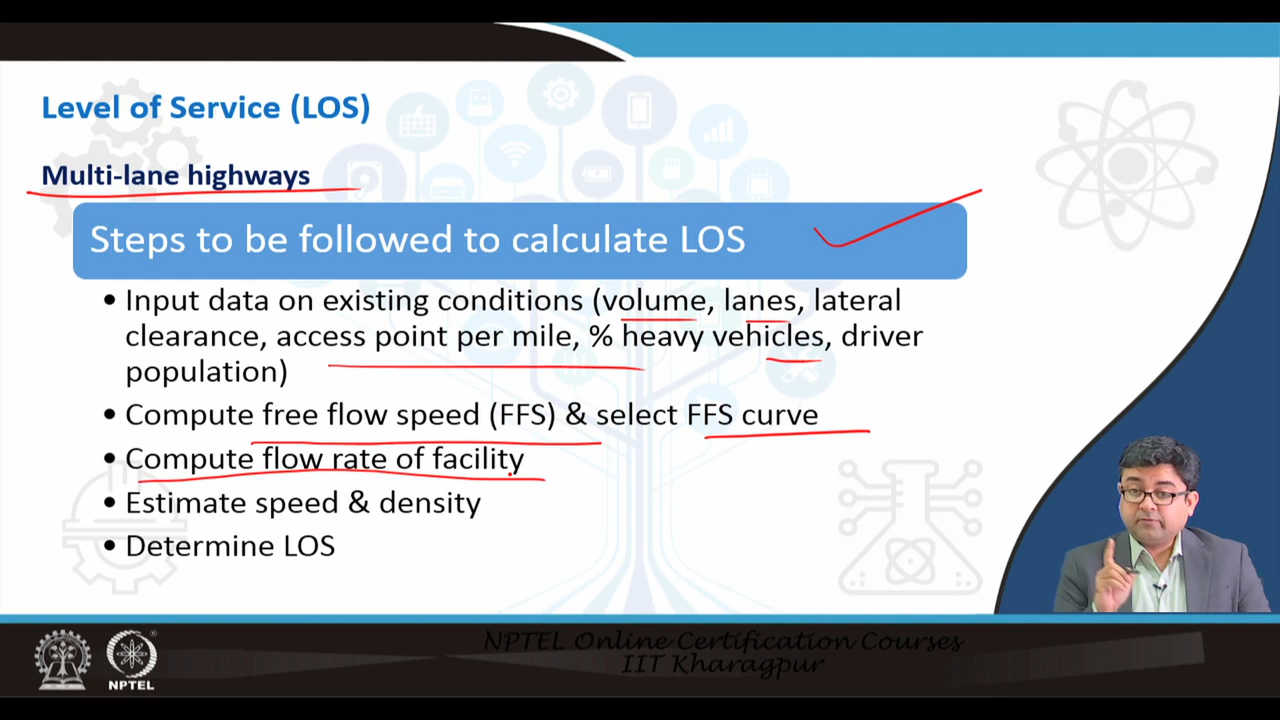 Level of Service (LOS)
Multi-lane highways
Steps to be followed to calculate LOS
• Input data on existing conditions (volume, lanes, lateral
clearance, access point per mile, % heavy vehicles, driver
population)
• Compute free flow speed (FFS) & select FFS curve
• Compute flow rate of facility
• Estimate speed & density
• Determine LOS
NPTEL Online Certification Courses
IIT Kharagpur
NPTEL